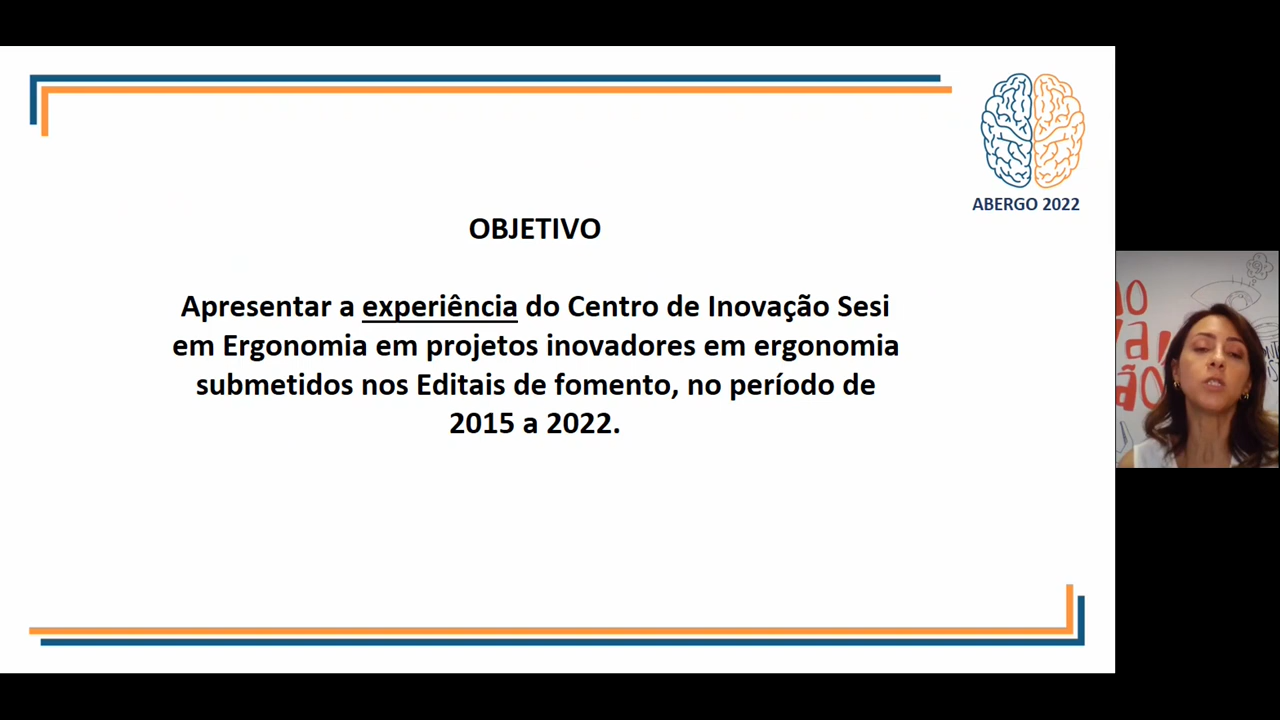 ABERGO 2022
OBJETIVO
Apresentar a experiência do Centro de Inovação Sesi
em Ergonomia em projetos inovadores em ergonomia
submetidos nos Editais de fomento, no período de
2015 a 2022.